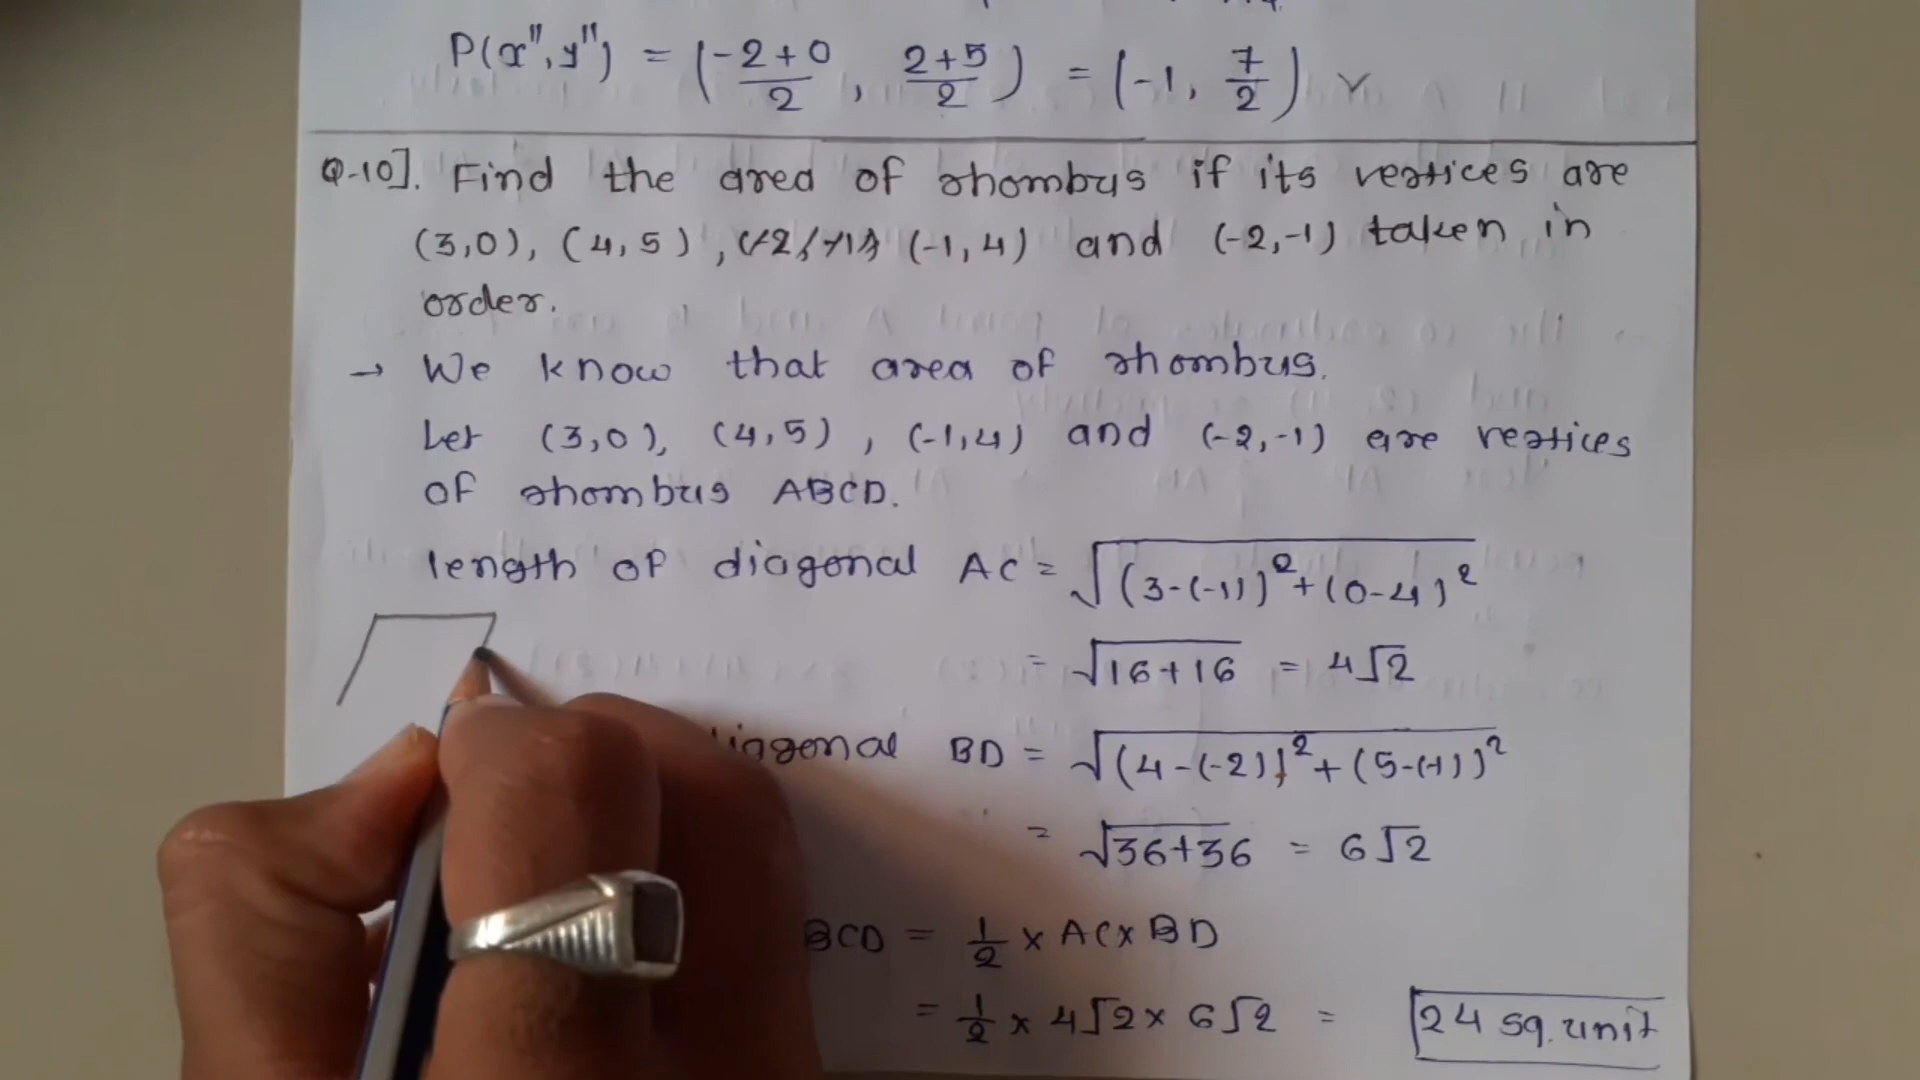 P(x",y") = (-2+0/2, 2+5/2) = (-1, 7/2)
Q-10]. Find the area of rhombus if its vertices are
(3,0), (4,5), (-1,4) and (-2,-1) taken in
order.
→ We know that area of rhombus.
Let (3,0), (4,5), (-1,4) and (-2,-1) are vertices
of rhombus ABCD.
length of diagonal AC = √(3-(-1))²+(0-4)²
= √16+16 = 4√2
diagonal BD = √(4-(-2))²+(5-(-1))²
= √36+36 = 6√2
BCD = 1/2 × AC × BD
= 1/2 × 4√2 × 6√2 = 24 sq. unit